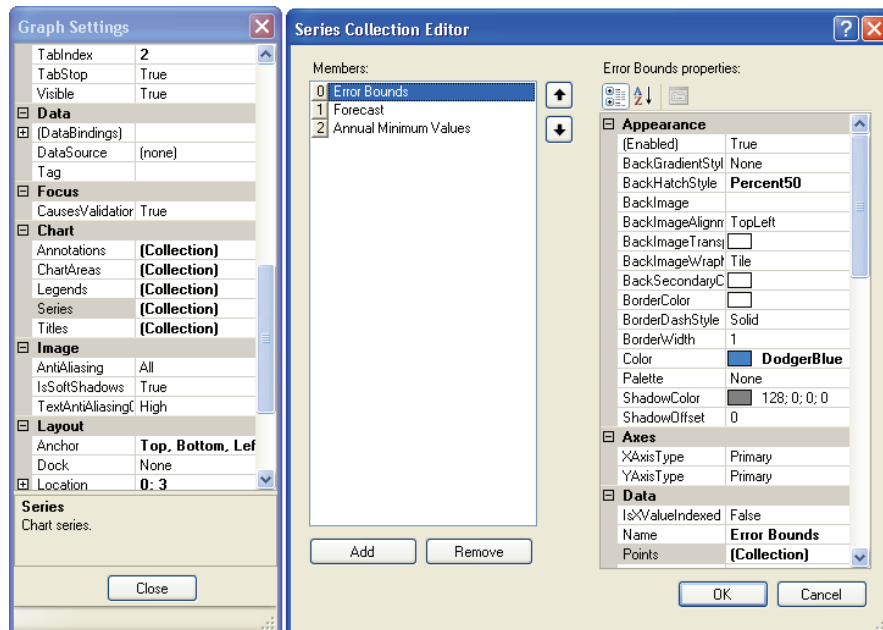 Graph Settings
TabIndex 2
TabStop True
Visible True
Data
(DataBindings)
DataSource (none)
Tag
Focus
CausesValidation True
Chart
Annotations (Collection)
ChartAreas (Collection)
Legends (Collection)
Series (Collection)
Titles (Collection)
Image
AntiAliasing All
IsSoftShadows True
TextAntiAliasingC High
Layout
Anchor Top, Bottom, Lef
Dock None
Location 0; 3
Series
Chart series.
Close
Series Collection Editor
Members:
0 Error Bounds
1 Forecast
2 Annual Minimum Values
Add Remove
Error Bounds properties:
Appearance
(Enabled) True
BackGradientStyl None
BackHatchStyle Percent50
BackImage
BackImageAlignm TopLeft
BackImageTransp
BackImageWrapM Tile
BackSecondaryC
BorderColor
BorderDashStyle Solid
BorderWidth 1
Color DodgerBlue
Palette None
ShadowColor 128; 0; 0; 0
ShadowOffset 0
Axes
XAxisType Primary
YAxisType Primary
Data
IsXValueIndexed False
Name Error Bounds
Points (Collection)
OK Cancel